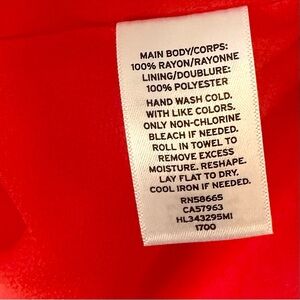 MAIN BODY/CORPS:
100% RAYON/RAYONNE
LINING/DOUBLURE:
100% POLYESTER
HAND WASH COLD.
WITH LIKE COLORS.
ONLY NON-CHLORINE
BLEACH IF NEEDED.
ROLL IN TOWEL TO
REMOVE EXCESS
MOISTURE. RESHAPE.
LAY FLAT TO DRY.
COOL IRON IF NEEDED.
RN58665
CA57963
HL343295MI
1700